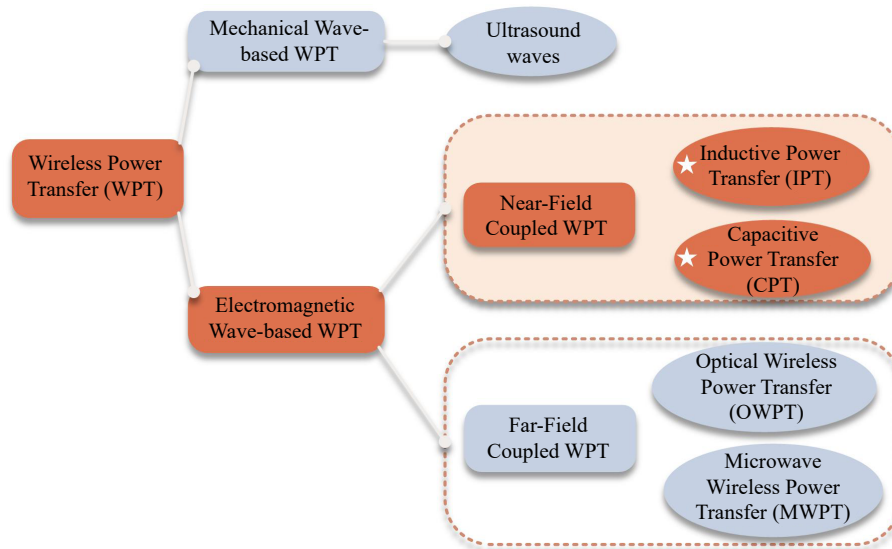 Mechanical Wave-
based WPT
Ultrasound
waves
Wireless Power
Transfer (WPT)
Inductive Power
Transfer (IPT)
Near-Field
Coupled WPT
Capacitive
Power Transfer
(CPT)
Electromagnetic
Wave-based WPT
Optical Wireless
Power Transfer
(OWPT)
Far-Field
Coupled WPT
Microwave
Wireless Power
Transfer (MWPT)